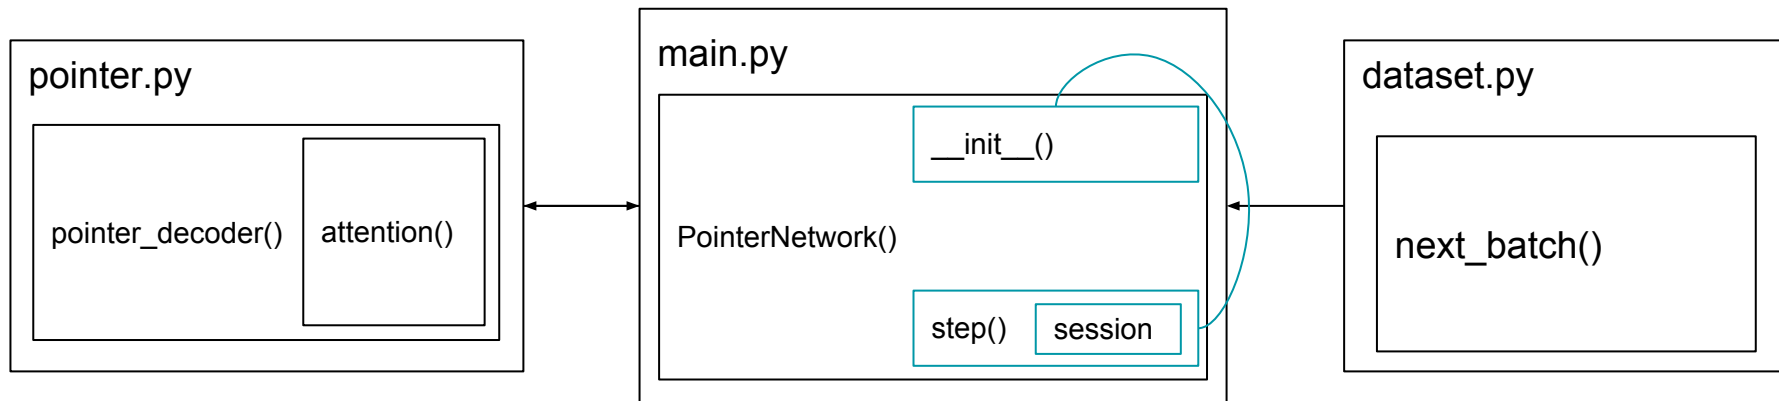 pointer.py
pointer_decoder()
attention()
main.py
__init__()
PointerNetwork()
step()
session
dataset.py
next_batch()